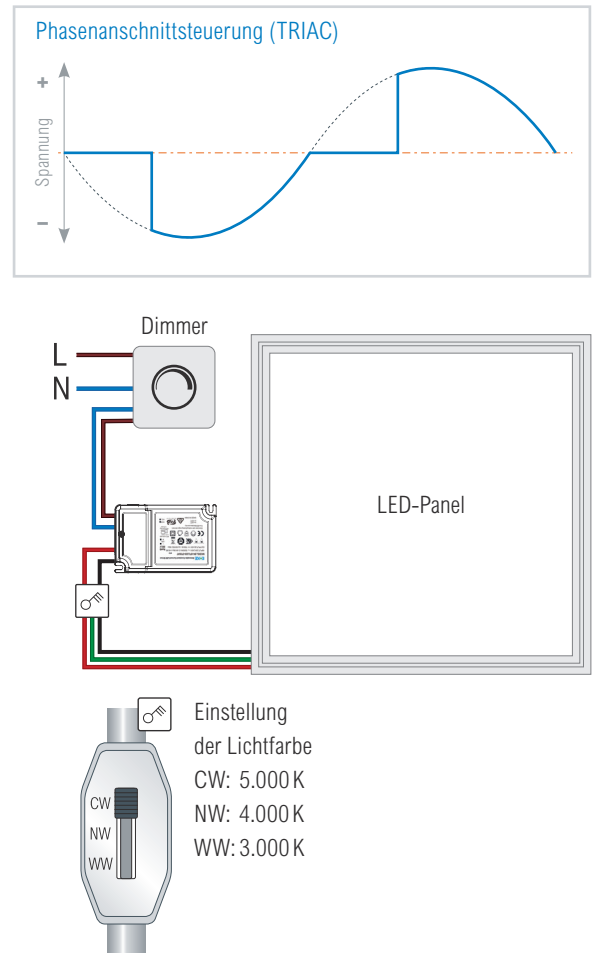 Phasenanschnittsteuerung (TRIAC)
+
Spannung
–
Dimmer
L
N
LED-Panel
Einstellung
der Lichtfarbe
CW: 5.000 K
NW: 4.000 K
WW: 3.000 K
CW
NW
WW